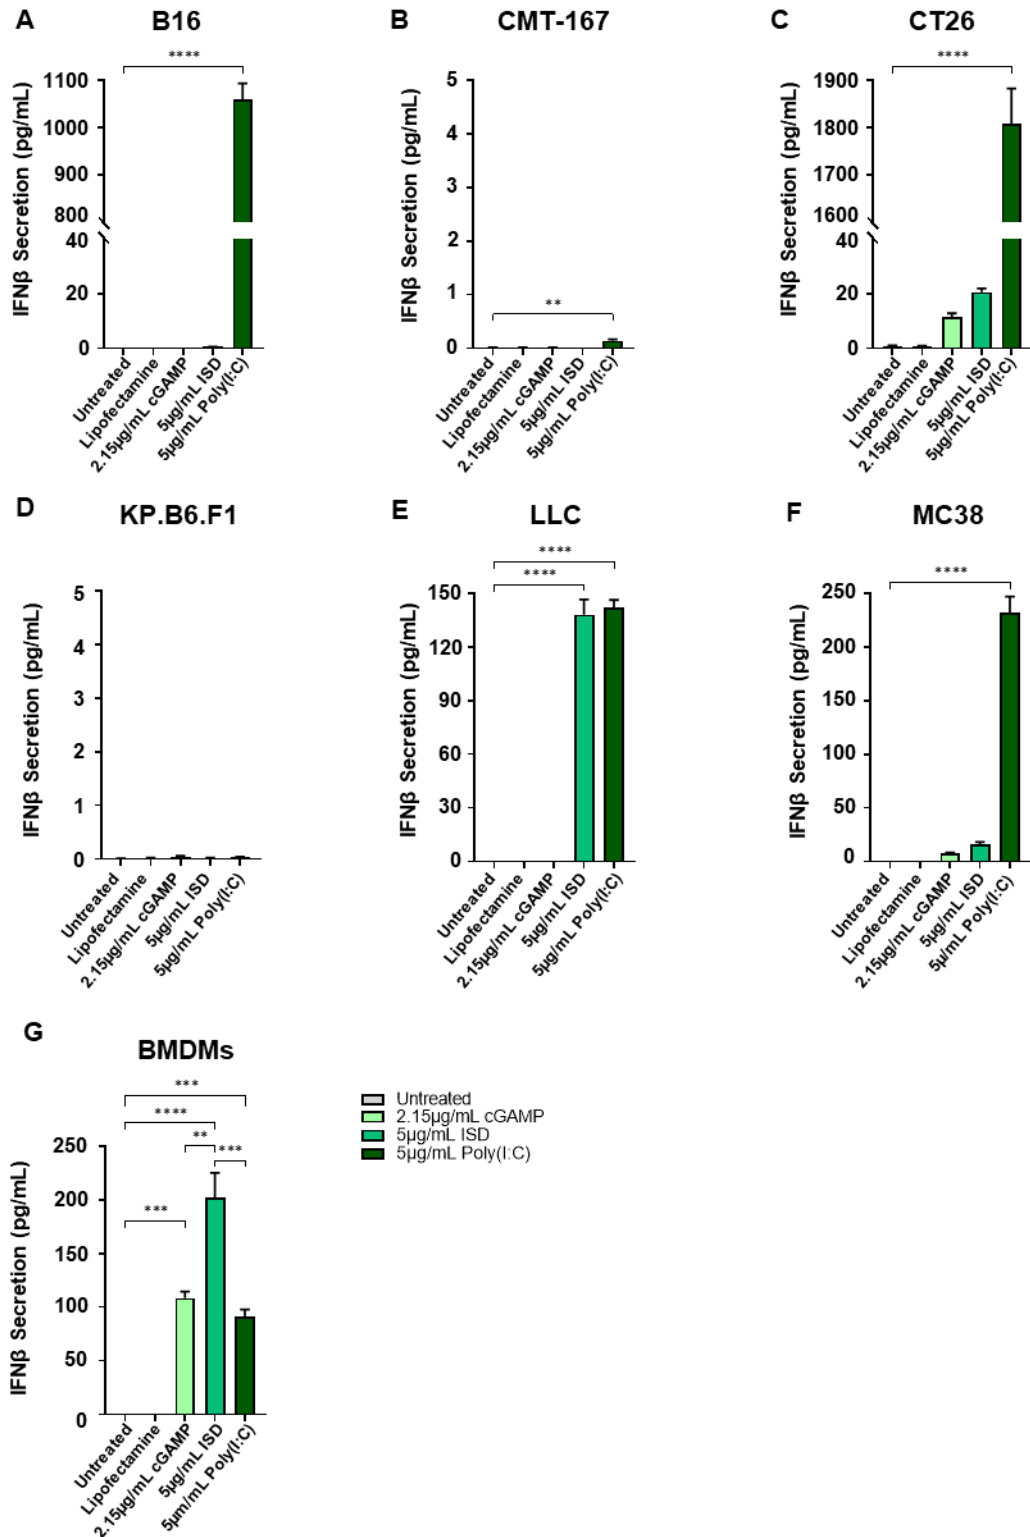 A
B16
****
IFNβ Secretion (pg/mL)
1100
1000
900
800
40
20
0
Untreated
Lipofectamine
2.15µg/mL cGAMP
5µg/mL ISD
5µg/mL Poly(I:C)
B
CMT-167
**
IFNβ Secretion (pg/mL)
5
4
3
2
1
0
Untreated
Lipofectamine
2.15µg/mL cGAMP
5µg/mL ISD
5µg/mL Poly(I:C)
C
CT26
****
IFNβ Secretion (pg/mL)
1900
1800
1700
1600
40
20
0
Untreated
Lipofectamine
2.15µg/mL cGAMP
5µg/mL ISD
5µg/mL Poly(I:C)
D
KP.B6.F1
IFNβ Secretion (pg/mL)
5
4
3
2
1
0
Untreated
Lipofectamine
2.15µg/mL cGAMP
5µg/mL ISD
5µg/mL Poly(I:C)
E
LLC
****
****
IFNβ Secretion (pg/mL)
150
120
90
60
30
0
Untreated
Lipofectamine
2.15µg/mL cGAMP
5µg/mL ISD
5µg/mL Poly(I:C)
F
MC38
****
IFNβ Secretion (pg/mL)
250
200
150
100
50
0
Untreated
Lipofectamine
2.15µg/mL cGAMP
5µg/mL ISD
5µ/mL Poly(I:C)
G
BMDMs
***
****
**
***
***
IFNβ Secretion (pg/mL)
250
200
150
100
50
0
Untreated
Lipofectamine
2.15µg/mL cGAMP
5µg/mL ISD
5µm/mL Poly(I:C)
Untreated
2.15µg/mL cGAMP
5µg/mL ISD
5µg/mL Poly(I:C)